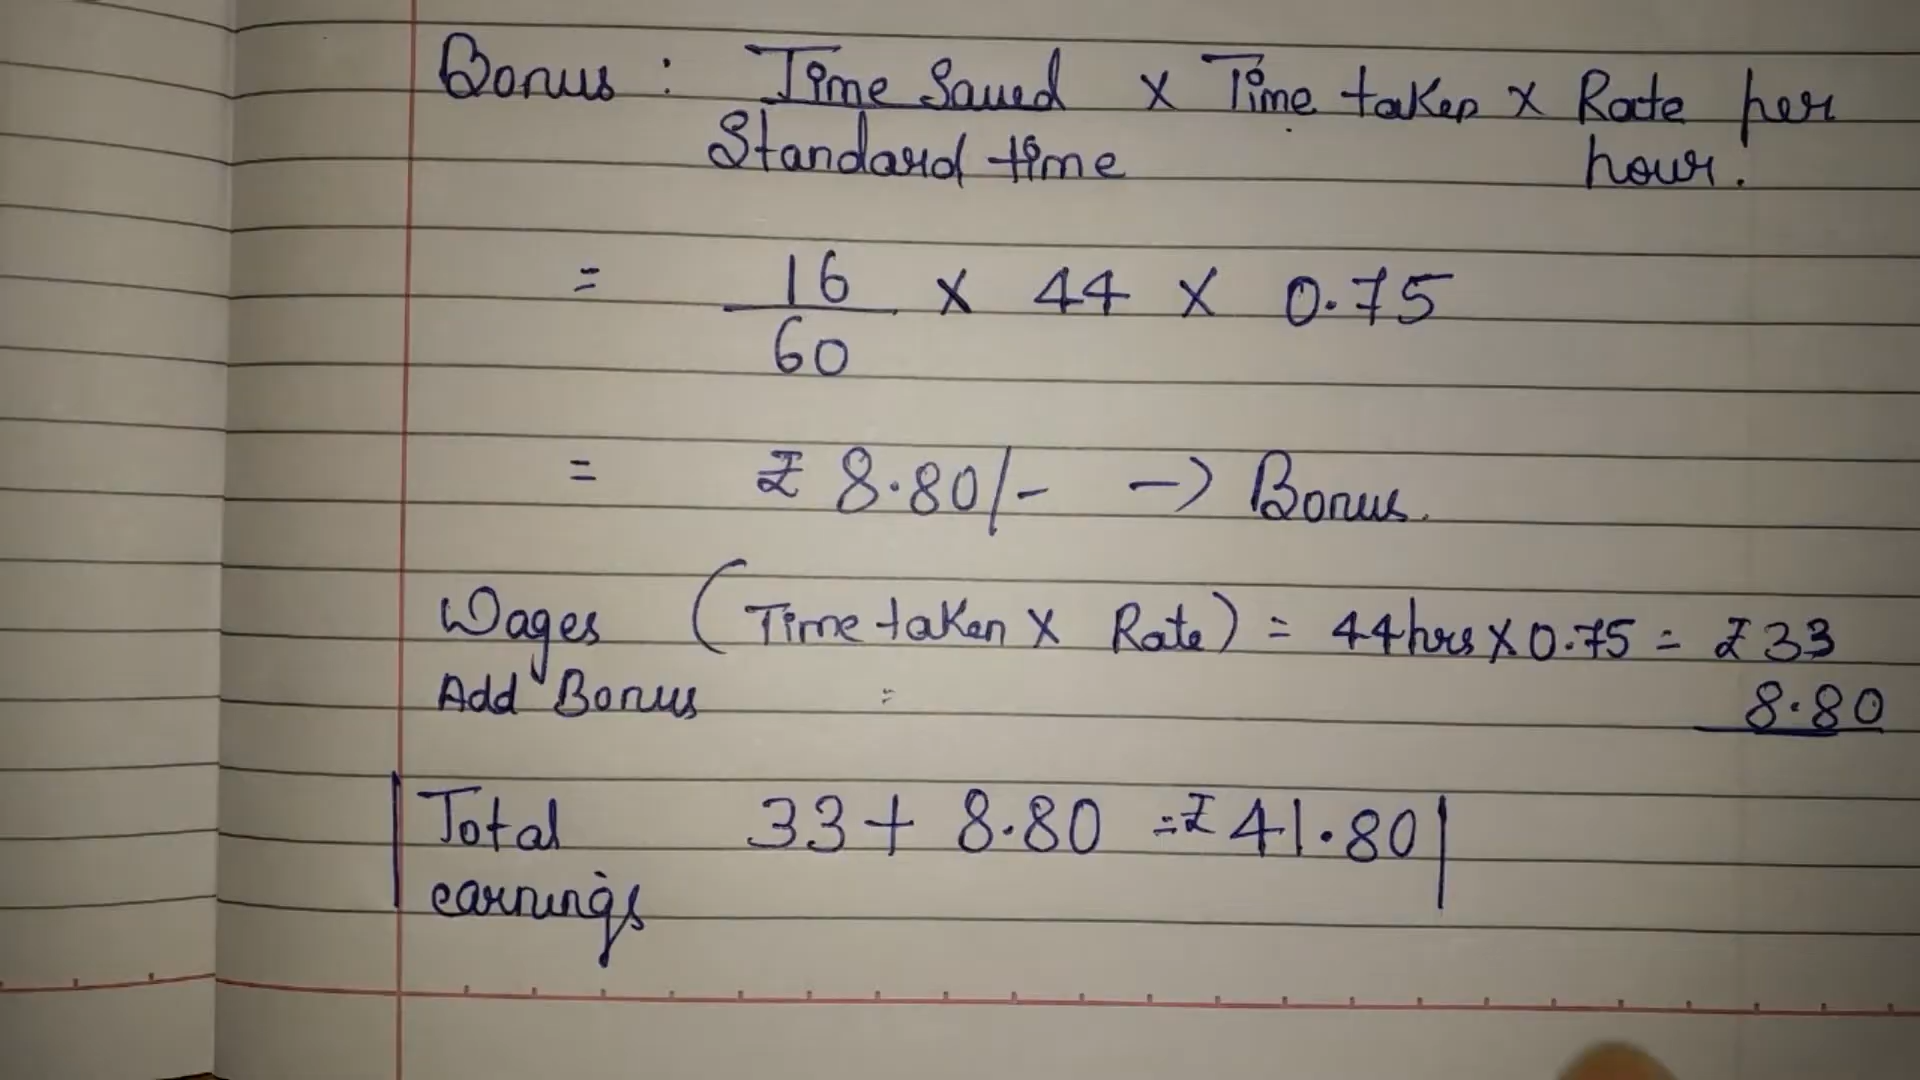 Bonus : Time Saved x Time taken x Rate per
Standard time hour.
= 16 x 44 x 0.75
60
= ₹ 8.80/- -> Bonus.
Wages (Time taken x Rate) = 44hrs x 0.75 = ₹33
Add Bonus = 8.80
Total 33 + 8.80 = ₹41.80
earnings